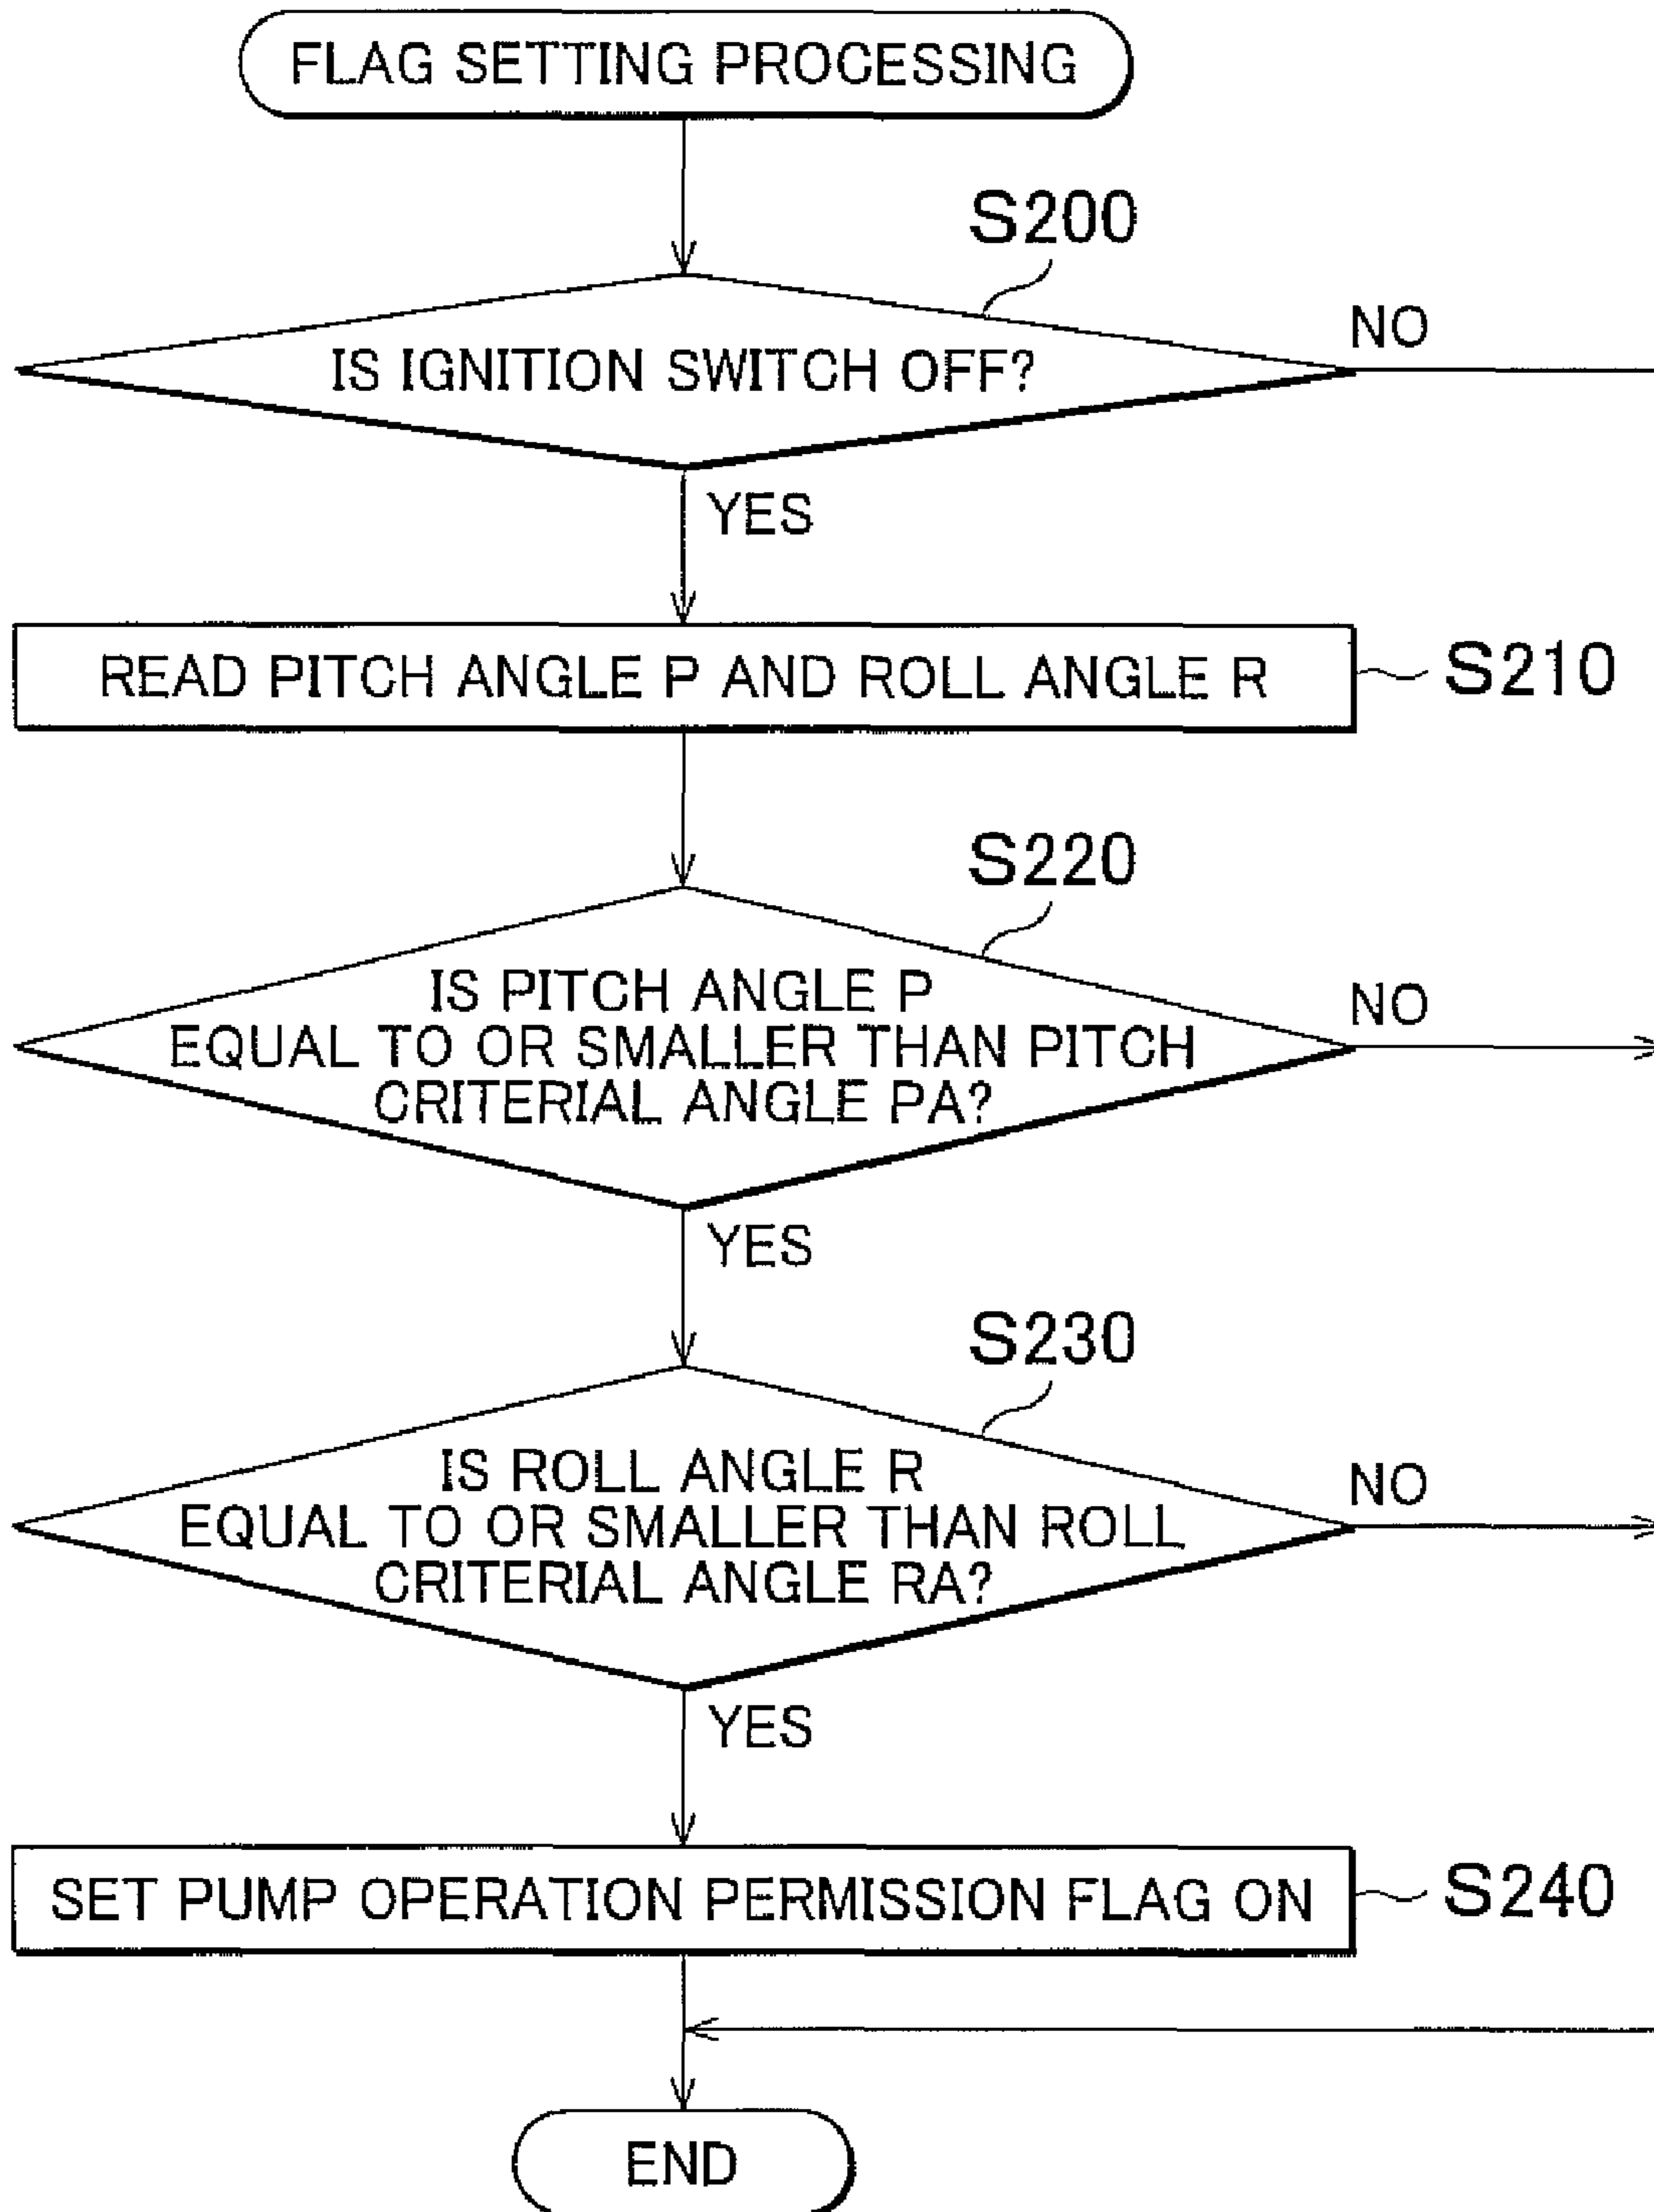 FLAG SETTING PROCESSING
S200
IS IGNITION SWITCH OFF?
NO
YES
READ PITCH ANGLE P AND ROLL ANGLE R
S210
S220
IS PITCH ANGLE P
EQUAL TO OR SMALLER THAN PITCH
CRITERIAL ANGLE PA?
NO
YES
S230
IS ROLL ANGLE R
EQUAL TO OR SMALLER THAN ROLL
CRITERIAL ANGLE RA?
NO
YES
SET PUMP OPERATION PERMISSION FLAG ON
S240
END